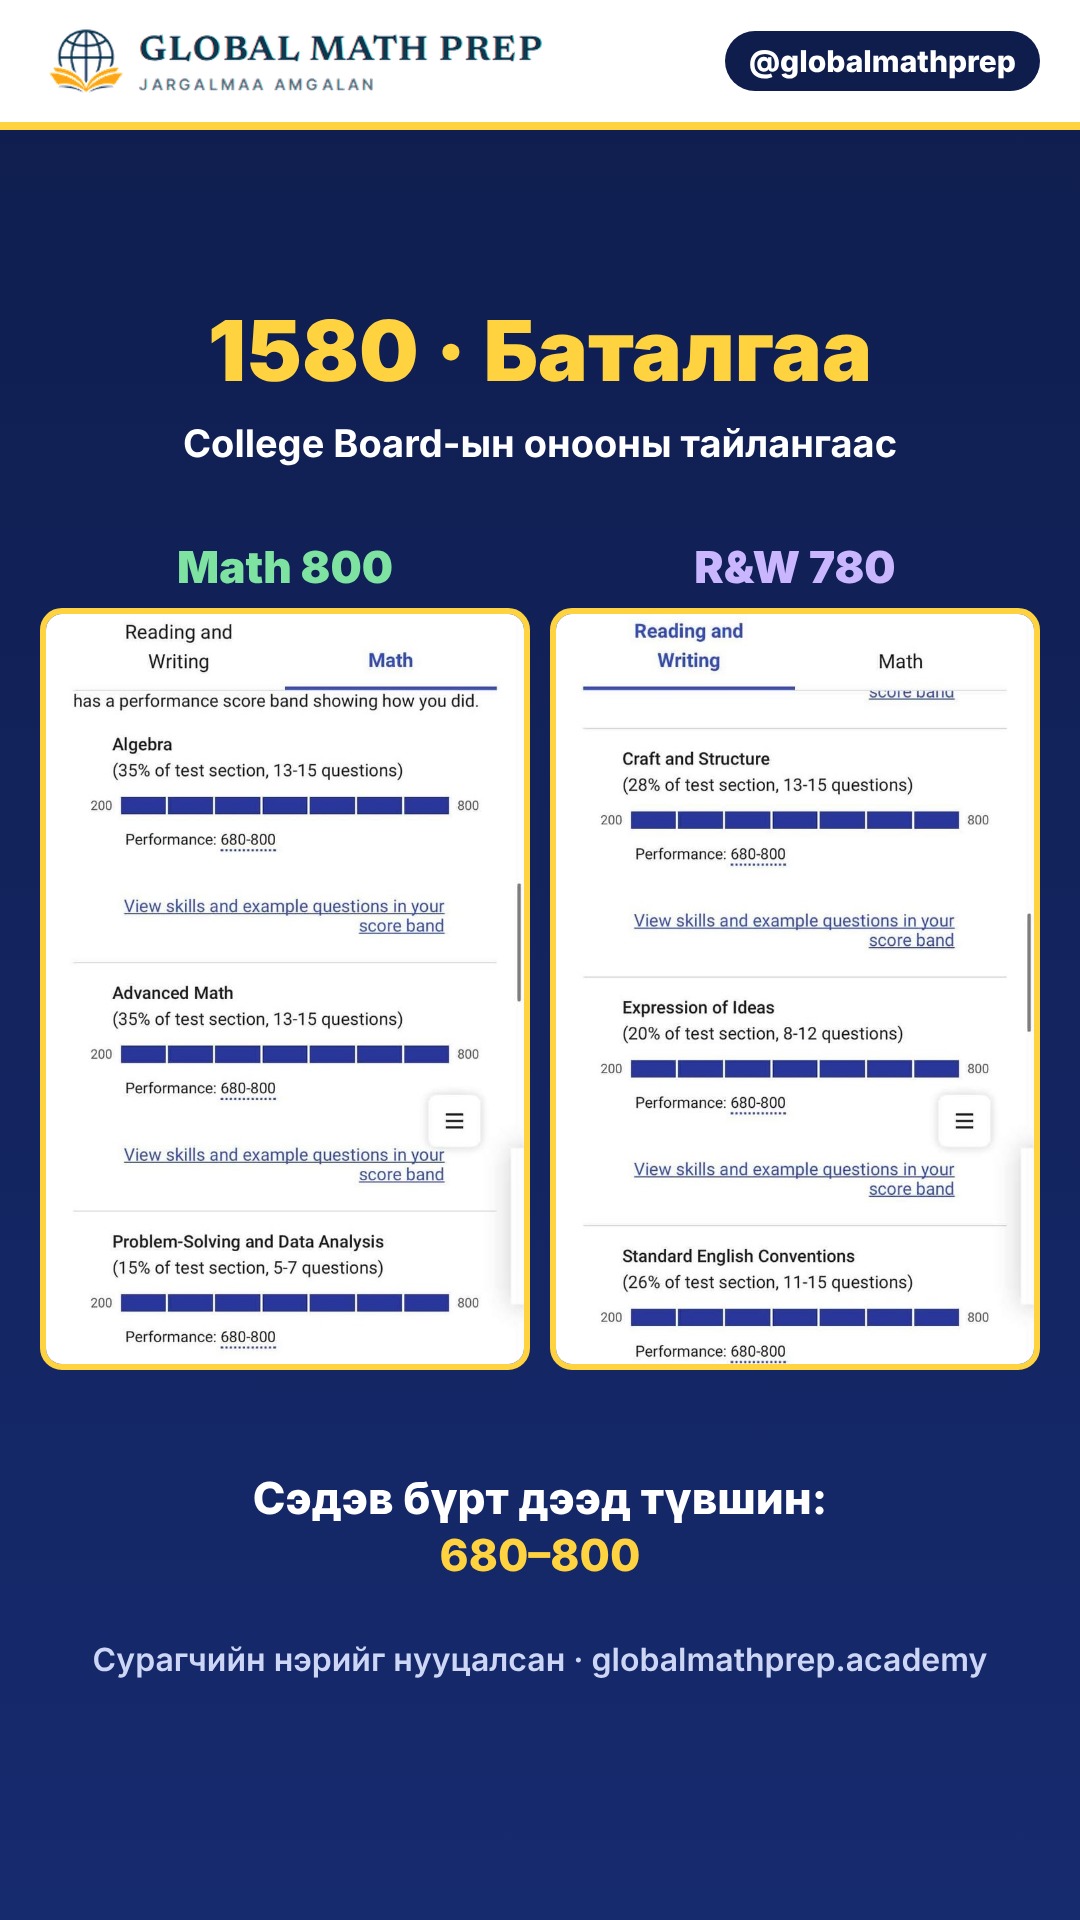 GLOBAL MATH PREP
JARGALMAA AMGALAN
@globalmathprep
1580 · Баталгаа
College Board-ын онооны тайлангаас
Math 800
Reading and
Writing
Math
has a performance score band showing how you did.
Algebra
(35% of test section, 13-15 questions)
200
800
Performance: 680-800
View skills and example questions in your
score band
Advanced Math
(35% of test section, 13-15 questions)
200
800
Performance: 680-800
View skills and example questions in your
score band
Problem-Solving and Data Analysis
(15% of test section, 5-7 questions)
200
800
Performance: 680-800
R&W 780
Reading and
Writing
Math
score band
Craft and Structure
(28% of test section, 13-15 questions)
200
800
Performance: 680-800
View skills and example questions in your
score band
Expression of Ideas
(20% of test section, 8-12 questions)
200
800
Performance: 680-800
View skills and example questions in your
score band
Standard English Conventions
(26% of test section, 11-15 questions)
200
800
Performance: 680-800
Сэдэв бүрт дээд түвшин:
680–800
Сурагчийн нэрийг нууцалсан · globalmathprep.academy